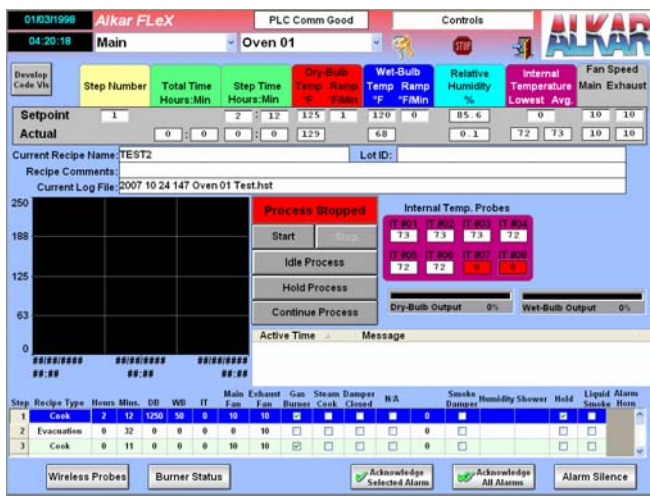 01/03/1998 Alkar FLeX PLC Comm Good Controls ALKAR
04:20:18 Main Oven 01 STOP
Develop Code Vis Step Number Total Time Hours:Min Step Time Hours:Min Dry-Bulb Temp °F Ramp °F/Min Wet-Bulb Temp °F Ramp °F/Min Relative Humidity % Internal Temperature Lowest Avg. Fan Speed Main Exhaust
Setpoint 1 2 : 12 125 1 120 0 85.6 0 10 10
Actual 0 : 0 0 : 0 129 68 0.1 72 73 10 10
Current Recipe Name: TEST2 Lot ID:
Recipe Comments:
Current Log File: 2007 10 24 147 Oven 01 Test.hst
250
188
125
63
0
##/##/#### ##/##/#### ##/##/####
##:## ##:## ##:##
Process Stopped
Start Stop
Idle Process
Hold Process
Continue Process
Internal Temp. Probes
IT #01 IT #02 IT #03 IT #04
73 73 73 72
IT #05 IT #06 IT #07 IT #08
72 72 0 0
Dry-Bulb Output 0% Wet-Bulb Output 0%
Active Time Message
Step Recipe Type Hours Mins. DB WB IT Main Fan Exhaust Fan Gas Burner Steam Cook Damper Closed N/A Smoke Damper Humidity Shower Hold Liquid Smoke Alarm Horn
1 Cook 2 12 1250 50 0 10 10 0
2 Evacuation 0 32 0 0 0 0 10 0
3 Cook 0 11 0 0 0 10 10 0
Wireless Probes Burner Status Acknowledge Selected Alarm Acknowledge All Alarms Alarm Silence